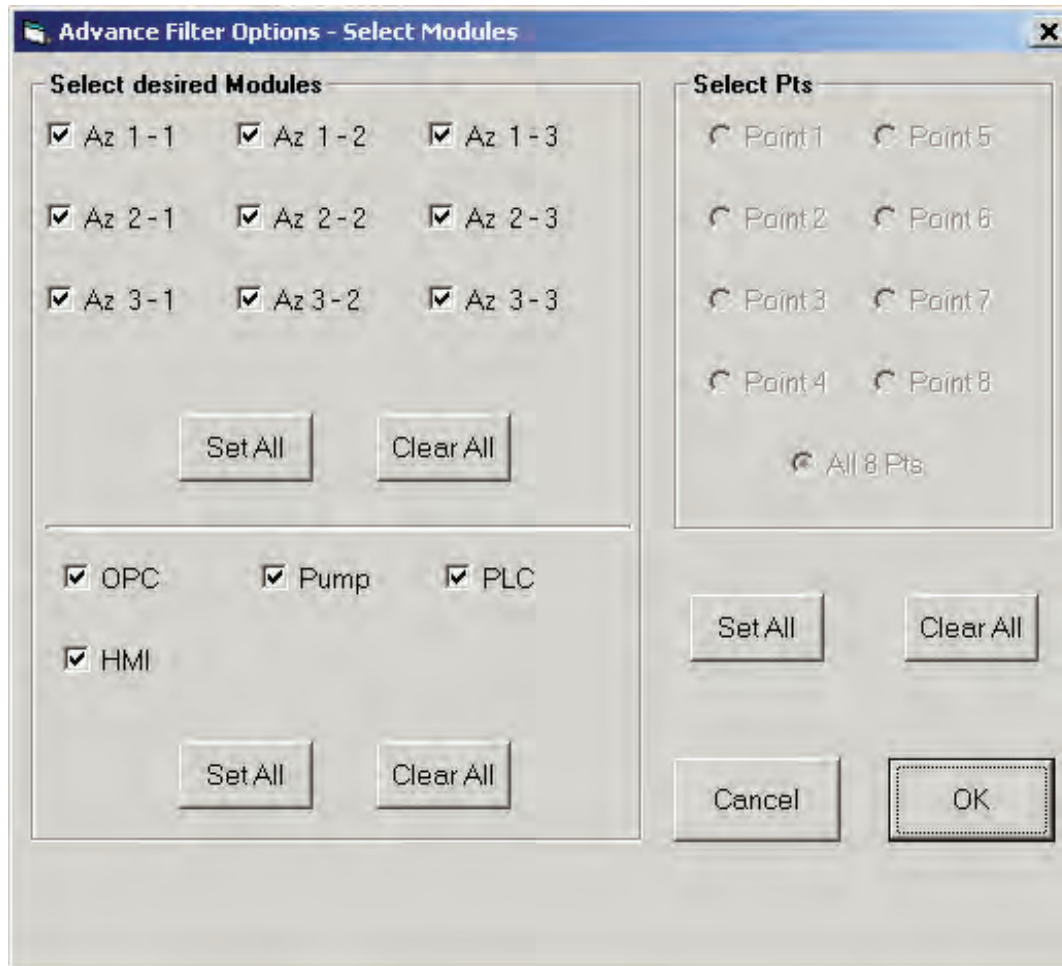 Advance Filter Options - Select Modules
Select desired Modules
Az 1 - 1 Az 1 - 2 Az 1 - 3
Az 2 - 1 Az 2 - 2 Az 2 - 3
Az 3 - 1 Az 3 - 2 Az 3 - 3
Set All Clear All
OPC Pump PLC
HMI
Set All Clear All
Select Pts
Point 1 Point 5
Point 2 Point 6
Point 3 Point 7
Point 4 Point 8
All 8 Pts
Set All Clear All
Cancel OK